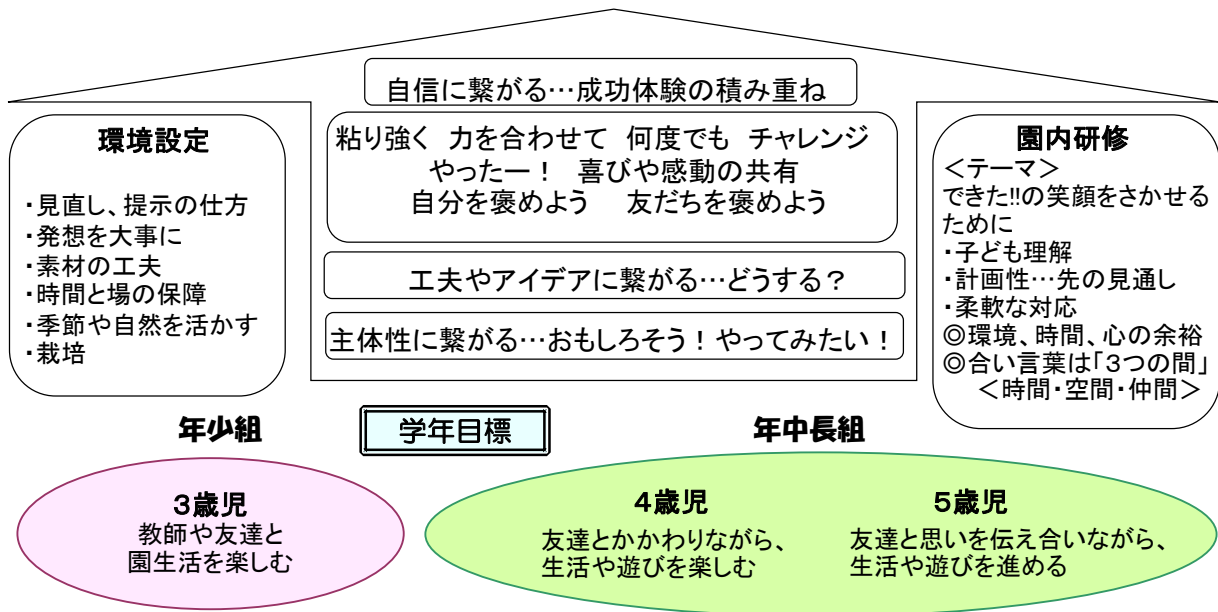 自信に繋がる…成功体験の積み重ね
粘り強く 力を合わせて 何度でも チャレンジ
やったー! 喜びや感動の共有
自分を褒めよう 友だちを褒めよう
工夫やアイデアに繋がる…どうする?
主体性に繋がる…おもしろそう!やってみたい!
環境設定
・見直し、提示の仕方
・発想を大事に
・素材の工夫
・時間と場の保障
・季節や自然を活かす
・栽培
園内研修
<テーマ>
できた!!の笑顔をさかせる
ために
・子ども理解
・計画性…先の見通し
・柔軟な対応
◎環境、時間、心の余裕
◎合い言葉は「3つの間」
<時間・空間・仲間>
年少組
学年目標
年中長組
3歳児
教師や友達と
園生活を楽しむ
4歳児
友達とかかわりながら、
生活や遊びを楽しむ
5歳児
友達と思いを伝え合いながら、
生活や遊びを進める